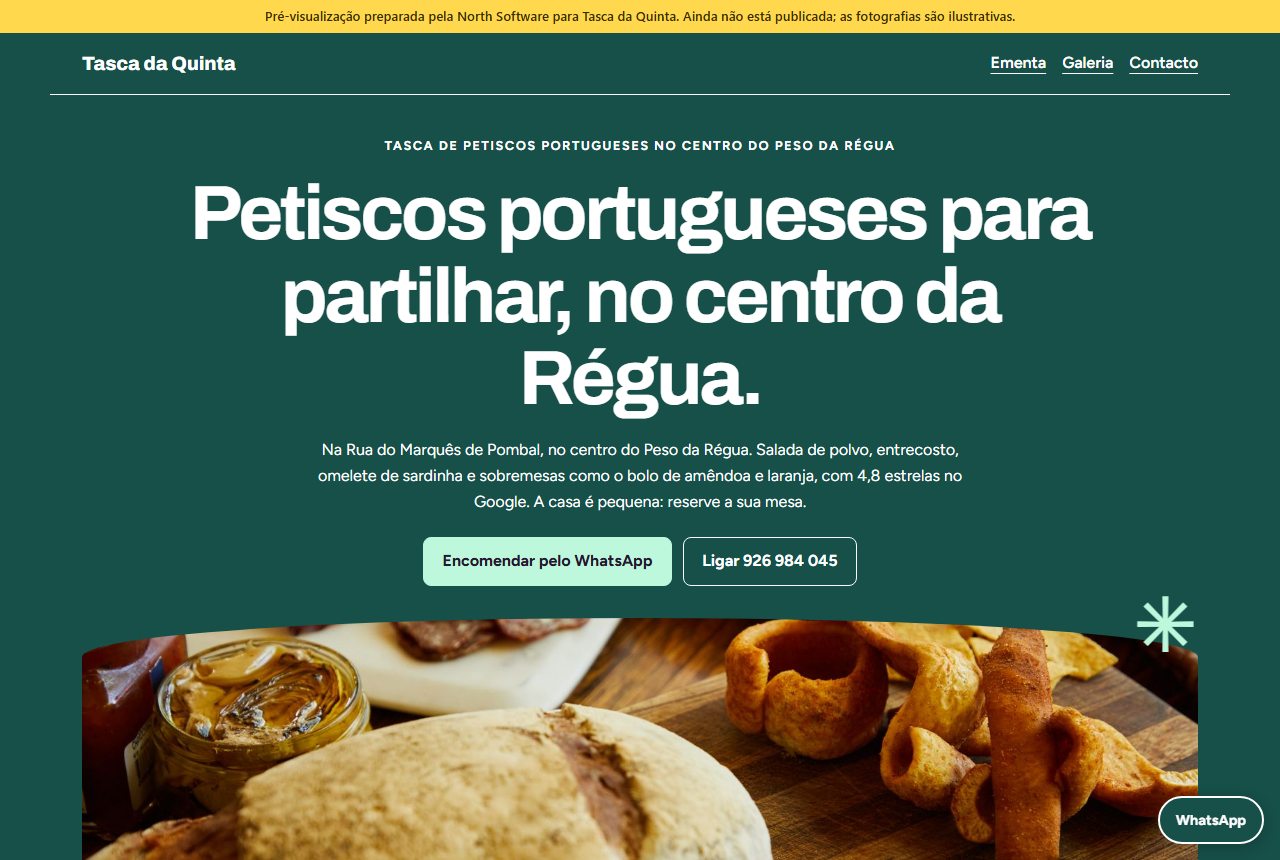 Pré-visualização preparada pela North Software para Tasca da Quinta. Ainda não está publicada; as fotografias são ilustrativas.
Tasca da Quinta
Ementa Galeria Contacto
TASCA DE PETISCOS PORTUGUESES NO CENTRO DO PESO DA RÉGUA
Petiscos portugueses para
partilhar, no centro da
Régua.
Na Rua do Marquês de Pombal, no centro do Peso da Régua. Salada de polvo, entrecosto,
omelete de sardinha e sobremesas como o bolo de amêndoa e laranja, com 4,8 estrelas no
Google. A casa é pequena: reserve a sua mesa.
Encomendar pelo WhatsApp Ligar 926 984 045
WhatsApp